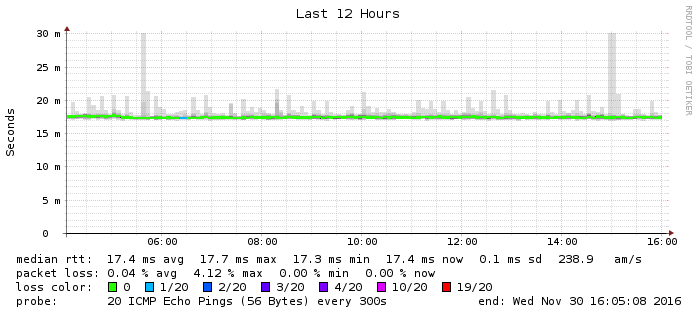 Last 12 Hours
RRDTOOL / TOBI OETIKER
Seconds
30 m
25 m
20 m
15 m
10 m
5 m
0
06:00 08:00 10:00 12:00 14:00 16:00
median rtt: 17.4 ms avg 17.7 ms max 17.3 ms min 17.4 ms now 0.1 ms sd 238.9 am/s
packet loss: 0.04 % avg 4.12 % max 0.00 % min 0.00 % now
loss color: 0 1/20 2/20 3/20 4/20 10/20 19/20
probe: 20 ICMP Echo Pings (56 Bytes) every 300s end: Wed Nov 30 16:05:08 2016